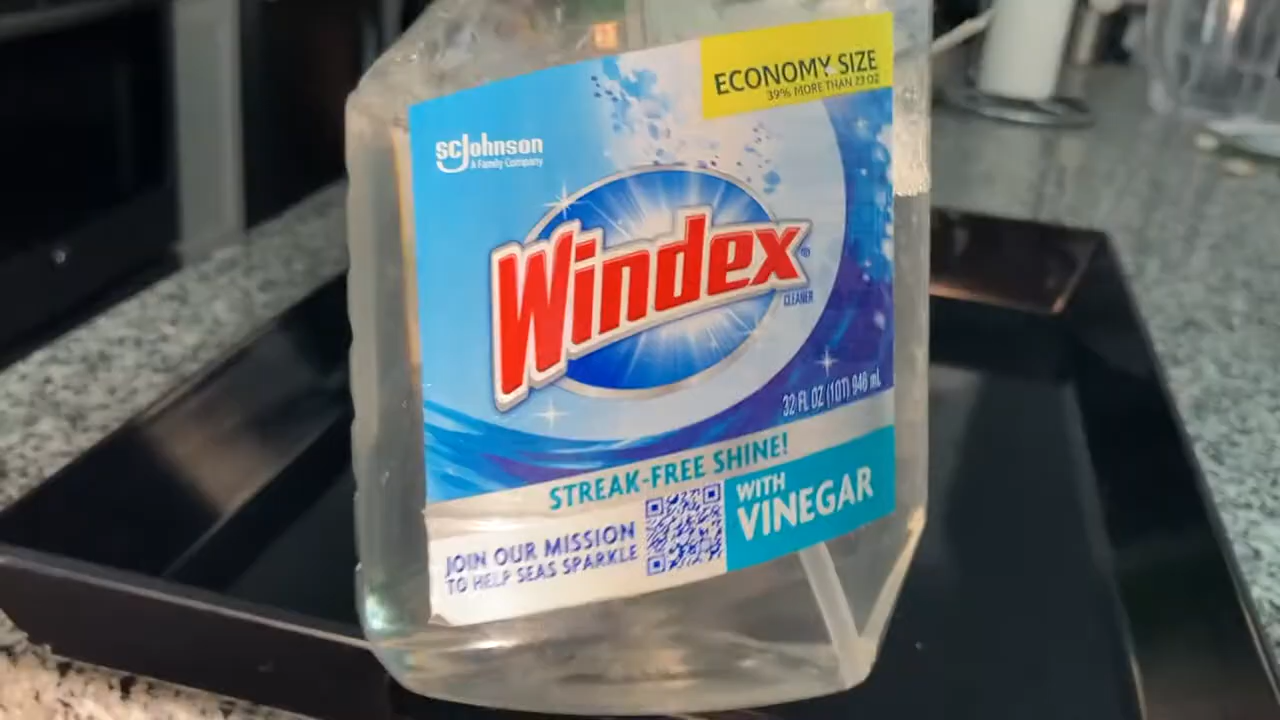 ECONOMY SIZE
39% MORE THAN 23 OZ
scJohnson
A Family Company
Windex®
CLEANER
32 FL OZ (1QT) 946 mL
STREAK-FREE SHINE!
WITH
VINEGAR
JOIN OUR MISSION
TO HELP SEAS SPARKLE